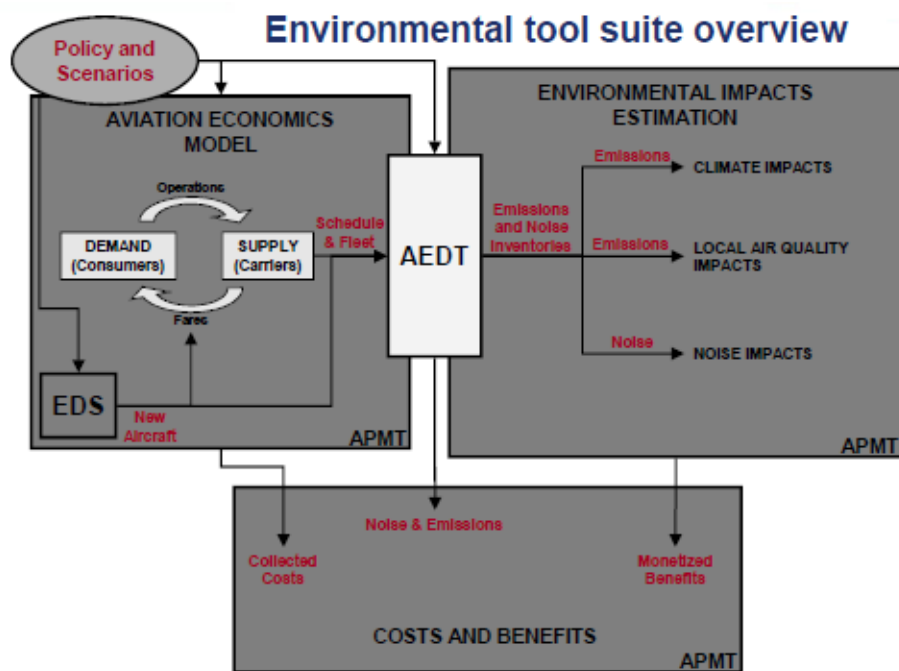 Environmental tool suite overview
Policy and
Scenarios
AVIATION ECONOMICS
MODEL
Operations
DEMAND
(Consumers)
SUPPLY
(Carriers)
Fares
Schedule
& Fleet
EDS
New
Aircraft
APMT
AEDT
ENVIRONMENTAL IMPACTS
ESTIMATION
Emissions
and Noise
Inventories
Emissions
CLIMATE IMPACTS
Emissions
LOCAL AIR QUALITY
IMPACTS
Noise
NOISE IMPACTS
APMT
Noise & Emissions
Collected
Costs
Monetized
Benefits
COSTS AND BENEFITS
APMT